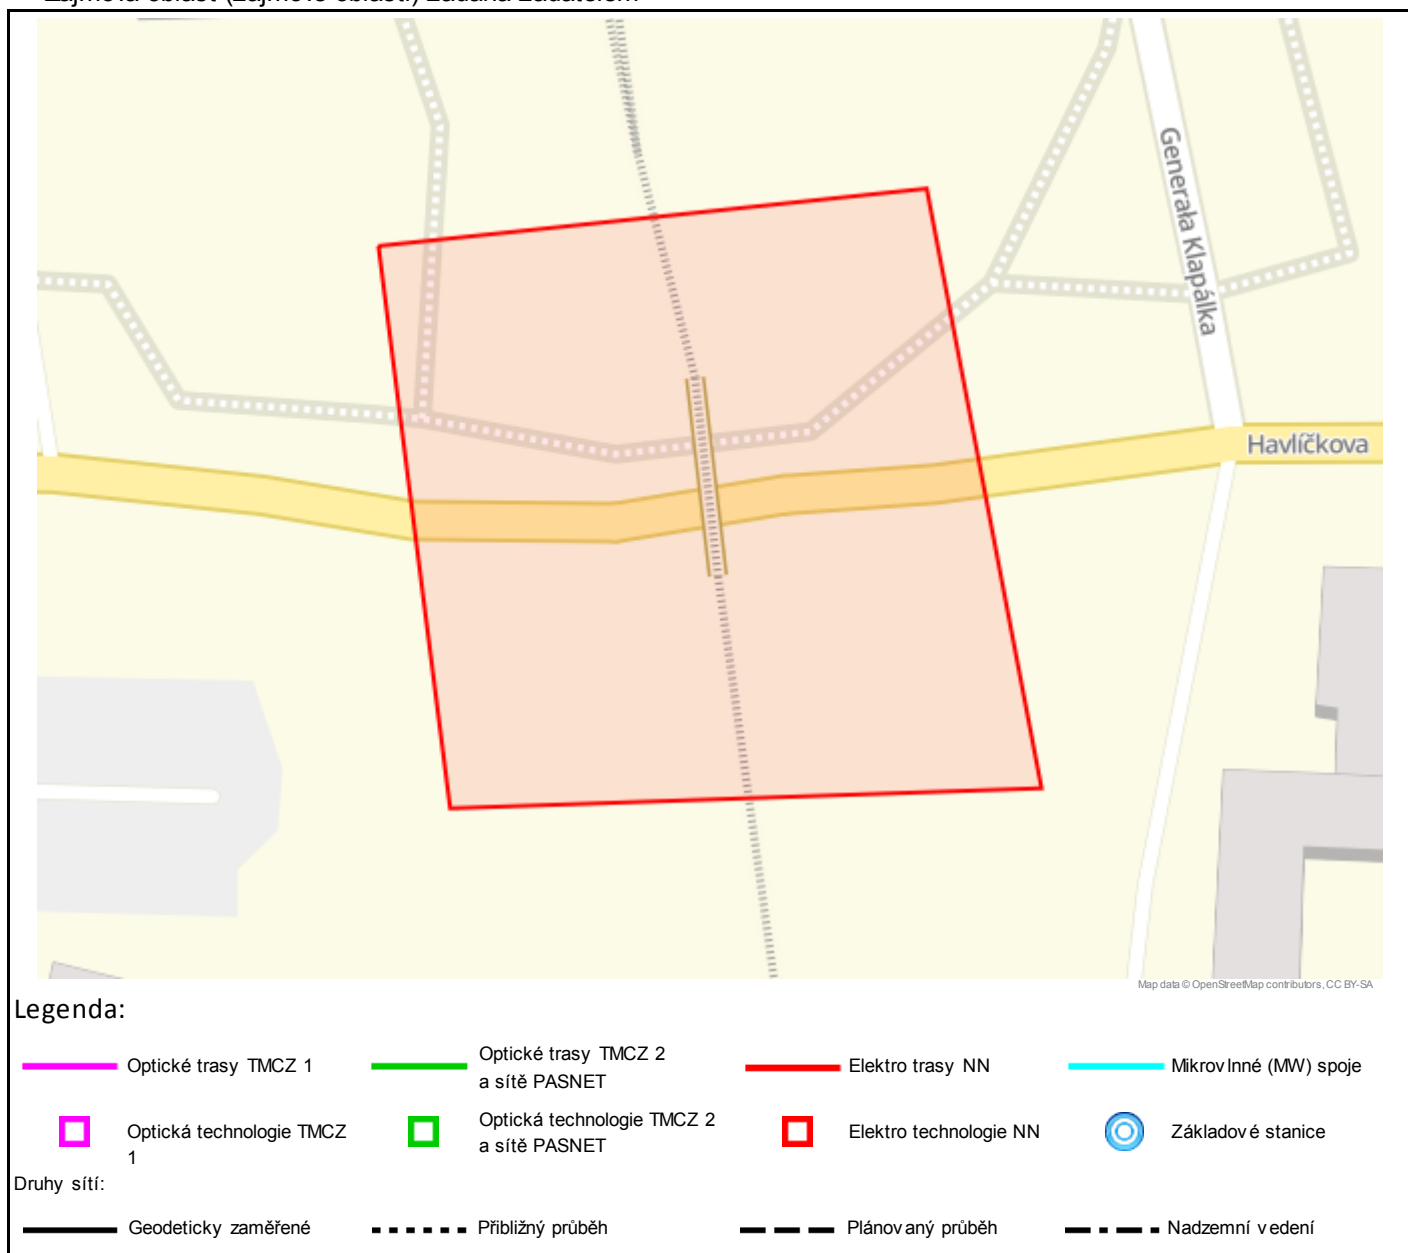 Generala Klapálka
Havlíčkova
Map data © OpenStreetMap contributors, CC BY-SA
Legenda:
Optické trasy TMCZ 1
Optické trasy TMCZ 2
a sítě PASNET
Elektro trasy NN
Mikrovlnné (MW) spoje
Optická technologie TMCZ
1
Optická technologie TMCZ 2
a sítě PASNET
Elektro technologie NN
Základové stanice
Druhy sítí:
Geodeticky zaměřené
Přibližný průběh
Plánovaný průběh
Nadzemní vedení